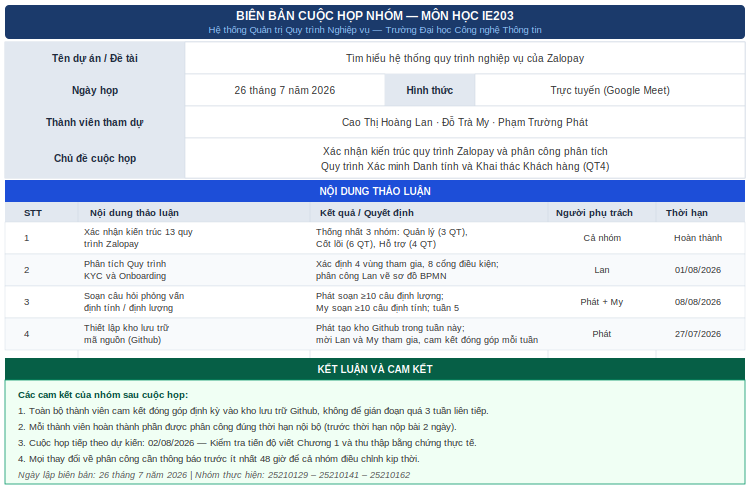 BIÊN BẢN CUỘC HỌP NHÓM — MÔN HỌC IE203
Hệ thống Quản trị Quy trình Nghiệp vụ — Trường Đại học Công nghệ Thông tin
Tên dự án / Đề tài
Tìm hiểu hệ thống quy trình nghiệp vụ của Zalopay
Ngày họp
26 tháng 7 năm 2026
Hình thức
Trực tuyến (Google Meet)
Thành viên tham dự
Cao Thị Hoàng Lan · Đỗ Trà My · Phạm Trường Phát
Chủ đề cuộc họp
Xác nhận kiến trúc quy trình Zalopay và phân công phân tích
Quy trình Xác minh Danh tính và Khai thác Khách hàng (QT4)
NỘI DUNG THẢO LUẬN
STT Nội dung thảo luận Kết quả / Quyết định Người phụ trách Thời hạn
1
Xác nhận kiến trúc 13 quy
trình Zalopay
Thống nhất 3 nhóm: Quản lý (3 QT),
Cốt lõi (6 QT), Hỗ trợ (4 QT)
Cả nhóm
Hoàn thành
2
Phân tích Quy trình
KYC và Onboarding
Xác định 4 vùng tham gia, 8 cổng điều kiện;
phân công Lan vẽ sơ đồ BPMN
Lan
01/08/2026
3
Soạn câu hỏi phỏng vấn
định tính / định lượng
Phát soạn ≥10 câu định lượng;
My soạn ≥10 câu định tính; tuần 5
Phát + My
08/08/2026
4
Thiết lập kho lưu trữ
mã nguồn (Github)
Phát tạo kho Github trong tuần này;
mời Lan và My tham gia, cam kết đóng góp mỗi tuần
Phát
27/07/2026
KẾT LUẬN VÀ CAM KẾT
Các cam kết của nhóm sau cuộc họp:
1. Toàn bộ thành viên cam kết đóng góp định kỳ vào kho lưu trữ Github, không để gián đoạn quá 3 tuần liên tiếp.
2. Mỗi thành viên hoàn thành phần được phân công đúng thời hạn nội bộ (trước thời hạn nộp bài 2 ngày).
3. Cuộc họp tiếp theo dự kiến: 02/08/2026 — Kiểm tra tiến độ viết Chương 1 và thu thập bằng chứng thực tế.
4. Mọi thay đổi về phân công cần thông báo trước ít nhất 48 giờ để cả nhóm điều chỉnh kịp thời.
Ngày lập biên bản: 26 tháng 7 năm 2026 | Nhóm thực hiện: 25210129 – 25210141 – 25210162